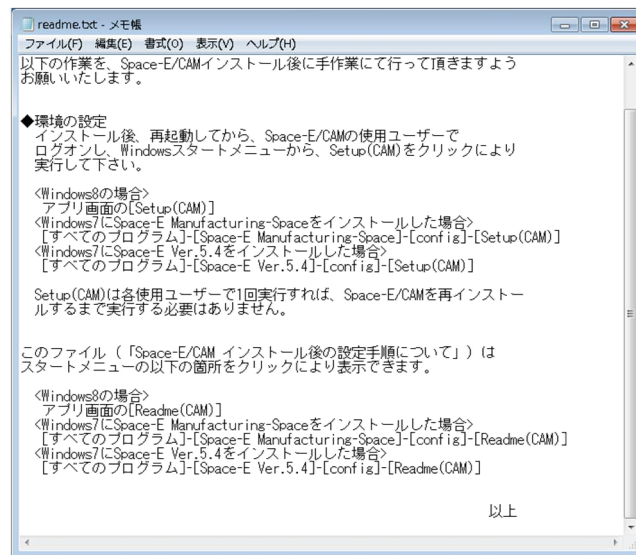 readme.txt - メモ帳
ファイル(F) 編集(E) 書式(O) 表示(V) ヘルプ(H)
以下の作業を、Space-E/CAMインストール後に手作業にて行って頂きますよう
お願いいたします。
◆環境の設定
インストール後、再起動してから、Space-E/CAMの使用ユーザーで
ログオンし、Windowsスタートメニューから、Setup(CAM)をクリックにより
実行して下さい。
<Windows8の場合>
アプリ画面の[Setup(CAM)]
<Windows7にSpace-E Manufacturing-Spaceをインストールした場合>
[すべてのプログラム]-[Space-E Manufacturing-Space]-[config]-[Setup(CAM)]
<Windows7にSpace-E Ver.5.4をインストールした場合>
[すべてのプログラム]-[Space-E Ver.5.4]-[config]-[Setup(CAM)]
Setup(CAM)は各使用ユーザーで1回実行すれば、Space-E/CAMを再インストー
ルするまで実行する必要はありません。
このファイル（「Space-E/CAM インストール後の設定手順について」）は
スタートメニューの以下の箇所をクリックにより表示できます。
<Windows8の場合>
アプリ画面の[Readme(CAM)]
<Windows7にSpace-E Manufacturing-Spaceをインストールした場合>
[すべてのプログラム]-[Space-E Manufacturing-Space]-[config]-[Readme(CAM)]
<Windows7にSpace-E Ver.5.4をインストールした場合>
[すべてのプログラム]-[Space-E Ver.5.4]-[config]-[Readme(CAM)]
以上